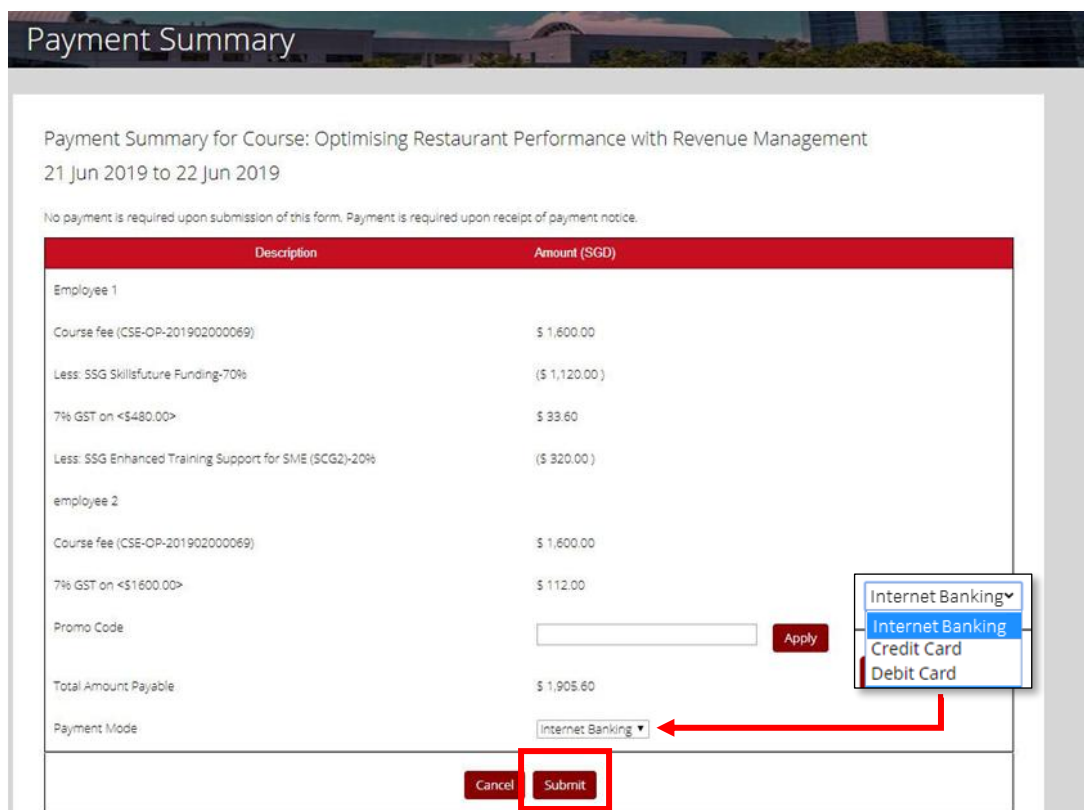 Payment Summary
Payment Summary for Course: Optimising Restaurant Performance with Revenue Management
21 Jun 2019 to 22 Jun 2019
No payment is required upon submission of this form. Payment is required upon receipt of payment notice.
Description Amount (SGD)
Employee 1
Course fee (CSE-OP-201902000069) $ 1,600.00
Less: SSG Skillsfuture Funding-70% ($ 1,120.00 )
7% GST on <$480.00> $ 33.60
Less: SSG Enhanced Training Support for SME (SCG2)-20% ($ 320.00 )
employee 2
Course fee (CSE-OP-201902000069) $ 1,600.00
7% GST on <$1600.00> $ 112.00
Internet Banking
Internet Banking
Credit Card
Debit Card
Promo Code Apply
Total Amount Payable $ 1,905.60
Payment Mode Internet Banking
Cancel Submit